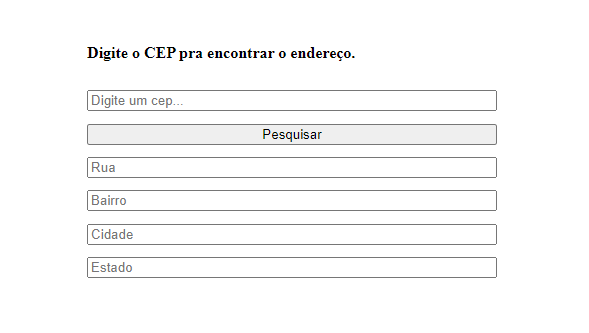 Digite o CEP pra encontrar o endereço.
Digite um cep...
Pesquisar
Rua
Bairro
Cidade
Estado